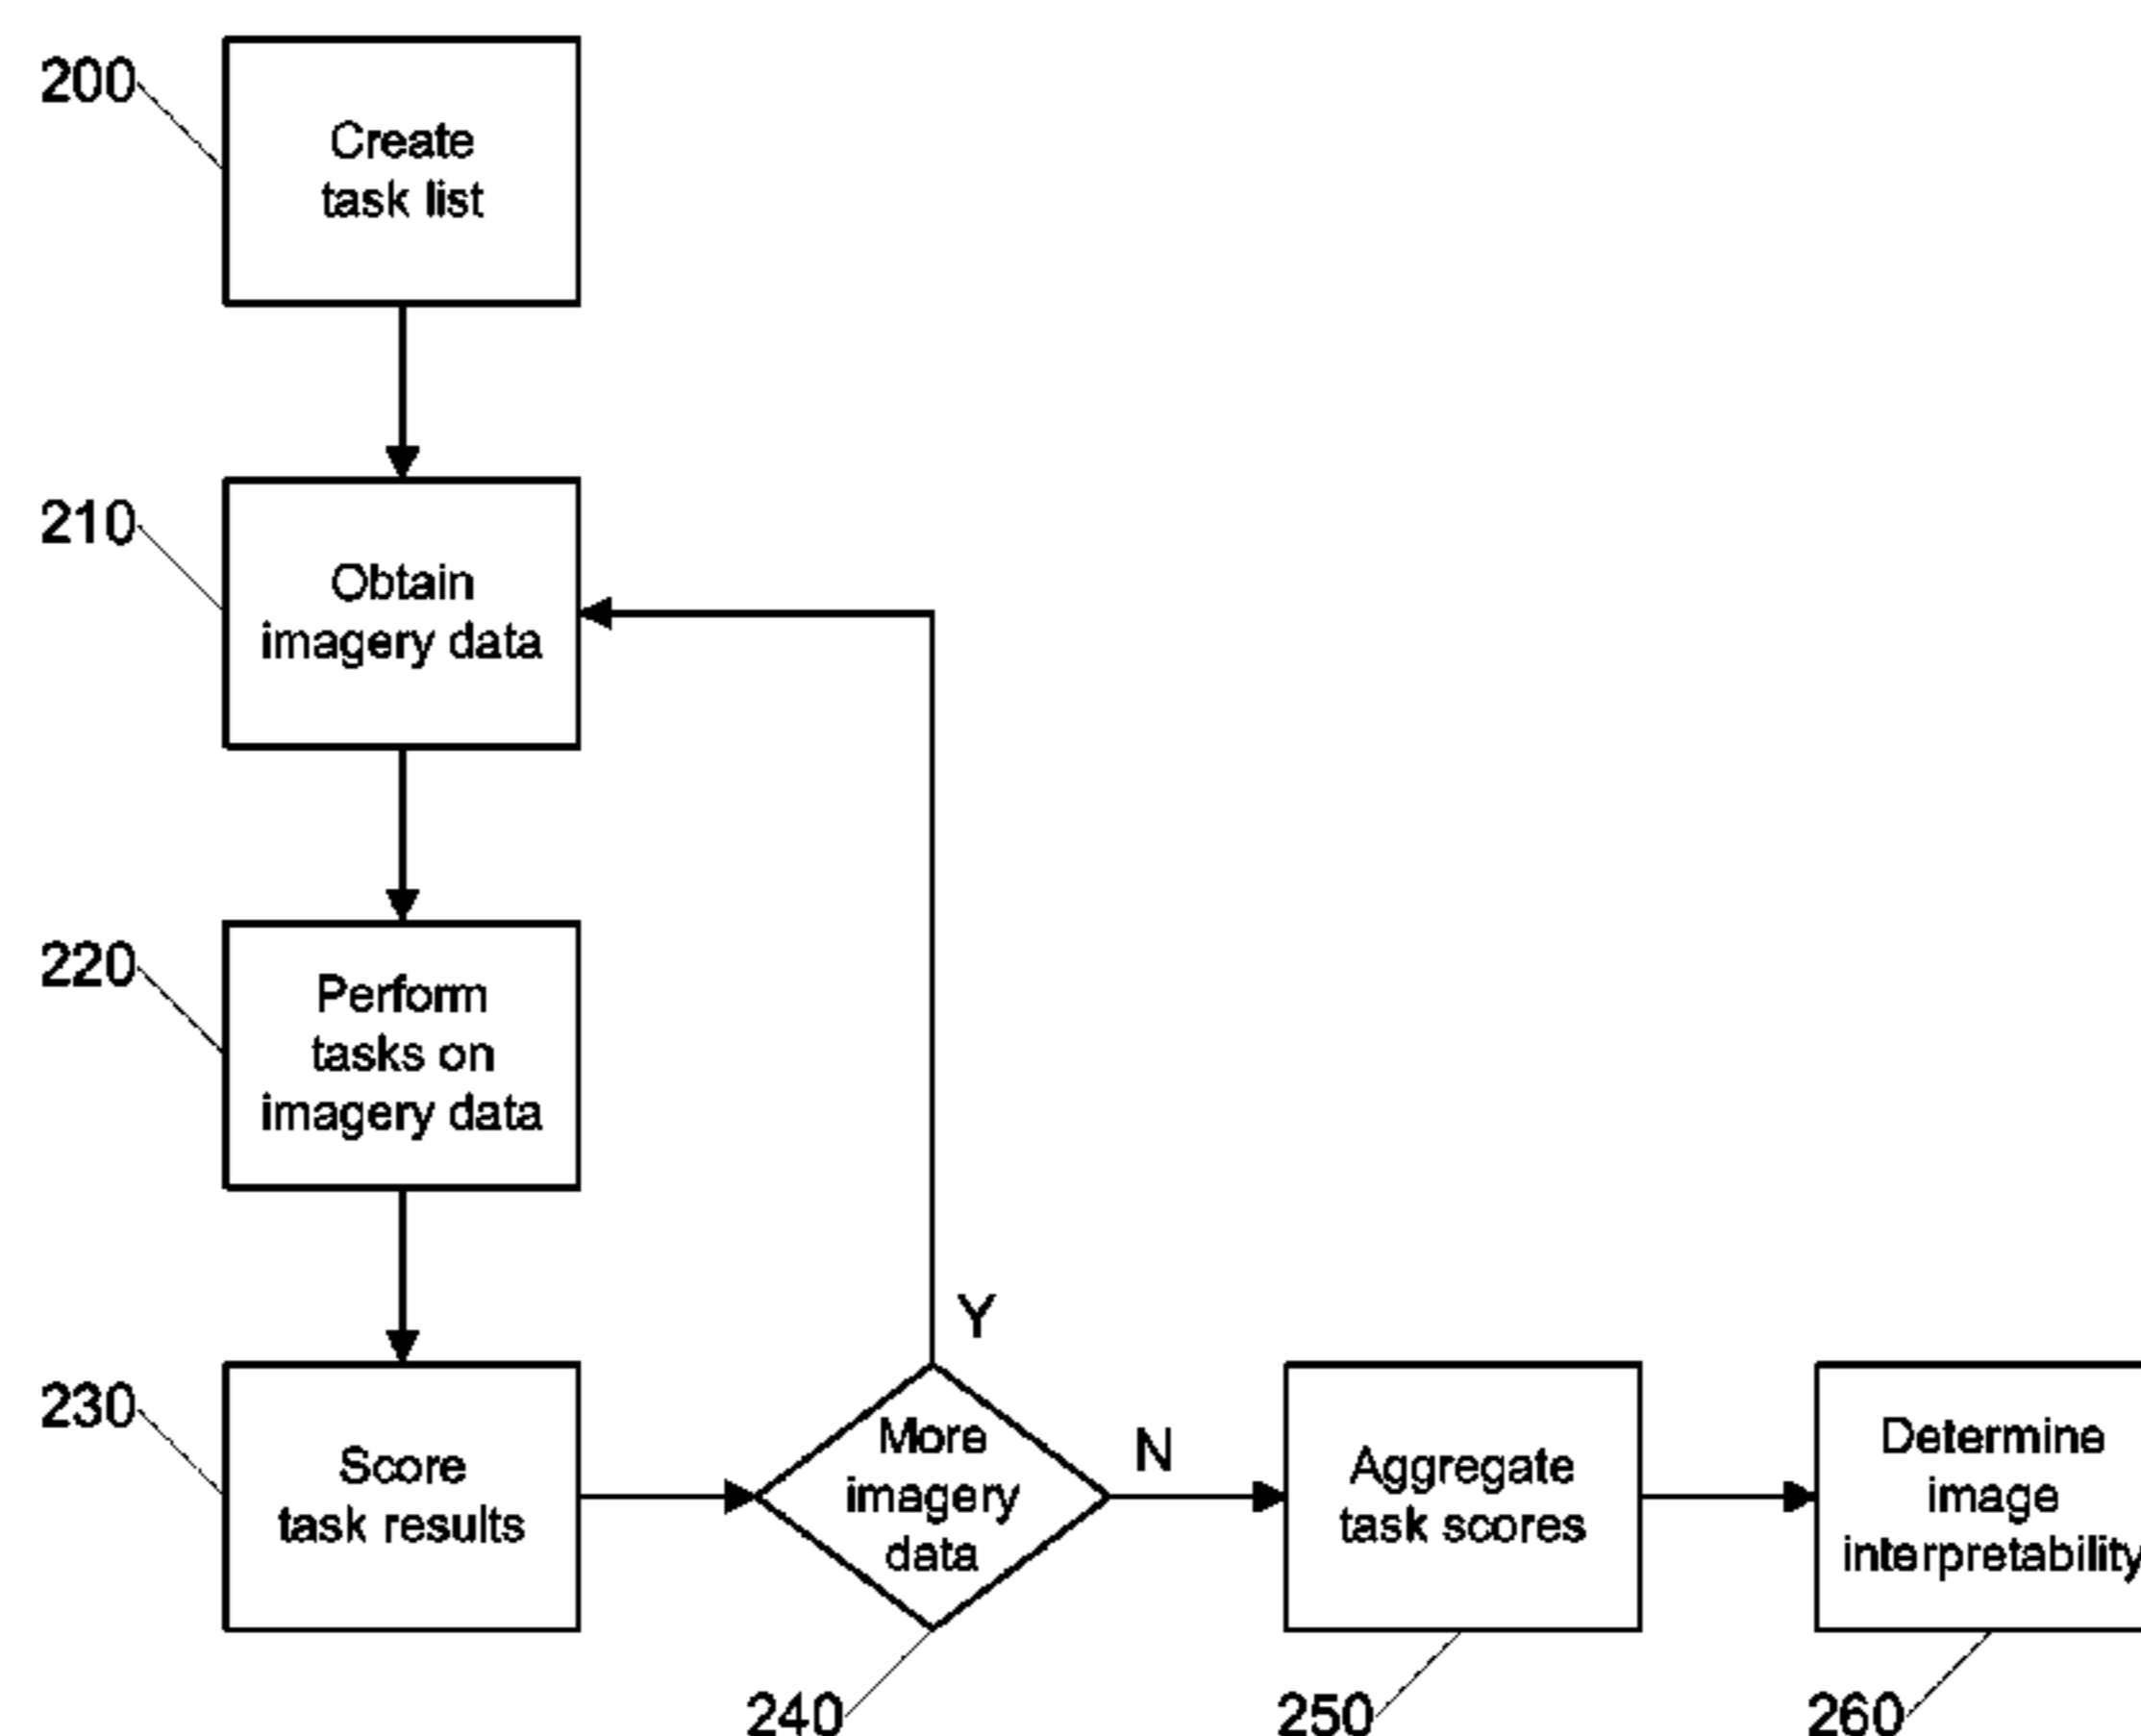 200
Create
task list
210
Obtain
imagery data
220
Perform
tasks on
imagery data
230
Score
task results
Y
More
imagery
data
240
N
Aggregate
task scores
250
Determine
image
interpretability
260